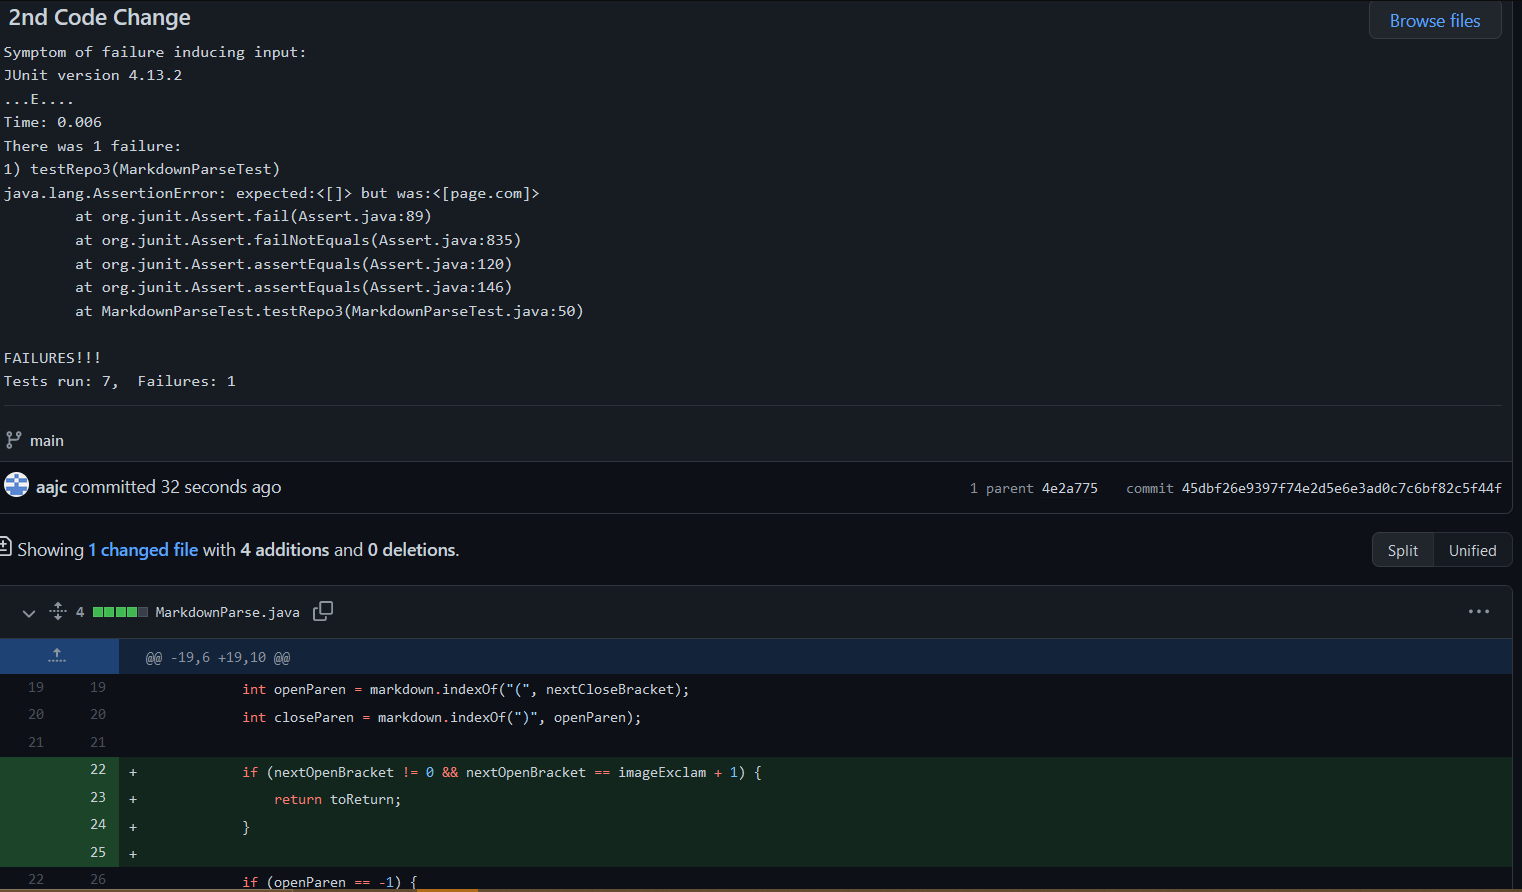 2nd Code Change
Browse files
Symptom of failure inducing input:
JUnit version 4.13.2
...E....
Time: 0.006
There was 1 failure:
1) testRepo3(MarkdownParseTest)
java.lang.AssertionError: expected:<[]> but was:<[page.com]>
        at org.junit.Assert.fail(Assert.java:89)
        at org.junit.Assert.failNotEquals(Assert.java:835)
        at org.junit.Assert.assertEquals(Assert.java:120)
        at org.junit.Assert.assertEquals(Assert.java:146)
        at MarkdownParseTest.testRepo3(MarkdownParseTest.java:50)
FAILURES!!!
Tests run: 7,  Failures: 1
main
aajc committed 32 seconds ago
1 parent 4e2a775 commit 45dbf26e9397f74e2d5e6e3ad0c7c6bf82c5f44f
Showing 1 changed file with 4 additions and 0 deletions.
Split Unified
4 MarkdownParse.java
@@ -19,6 +19,10 @@
19 19 int openParen = markdown.indexOf("(", nextCloseBracket);
20 20 int closeParen = markdown.indexOf(")", openParen);
21 21
22 + if (nextOpenBracket != 0 && nextOpenBracket == imageExclam + 1) {
23 + return toReturn;
24 + }
25 +
22 26 if (openParen == -1) {